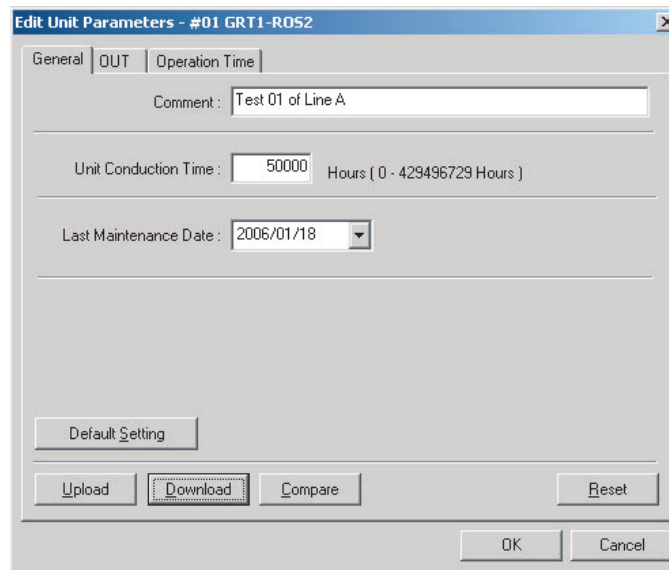 Edit Unit Parameters - #01 GRT1-ROS2
General OUT Operation Time
Comment : Test 01 of Line A
Unit Conduction Time : 50000 Hours ( 0 - 429496729 Hours )
Last Maintenance Date : 2006/01/18
Default Setting
Upload Download Compare Reset
OK Cancel